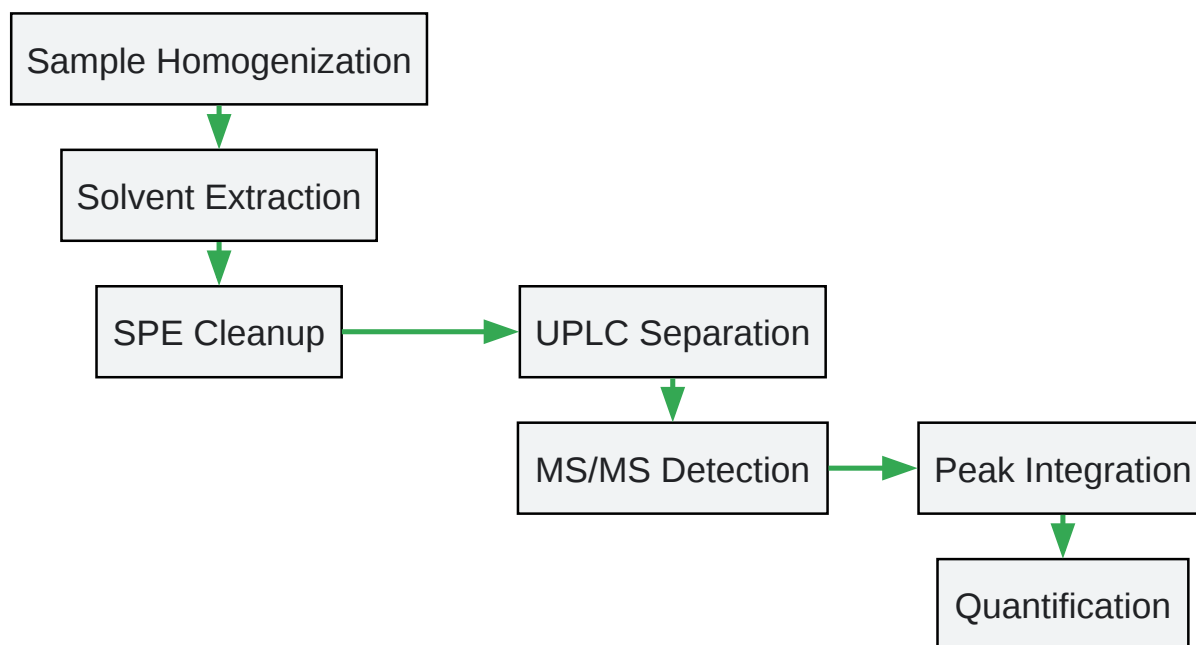 Sample Homogenization
Solvent Extraction
SPE Cleanup
UPLC Separation
MS/MS Detection
Peak Integration
Quantification